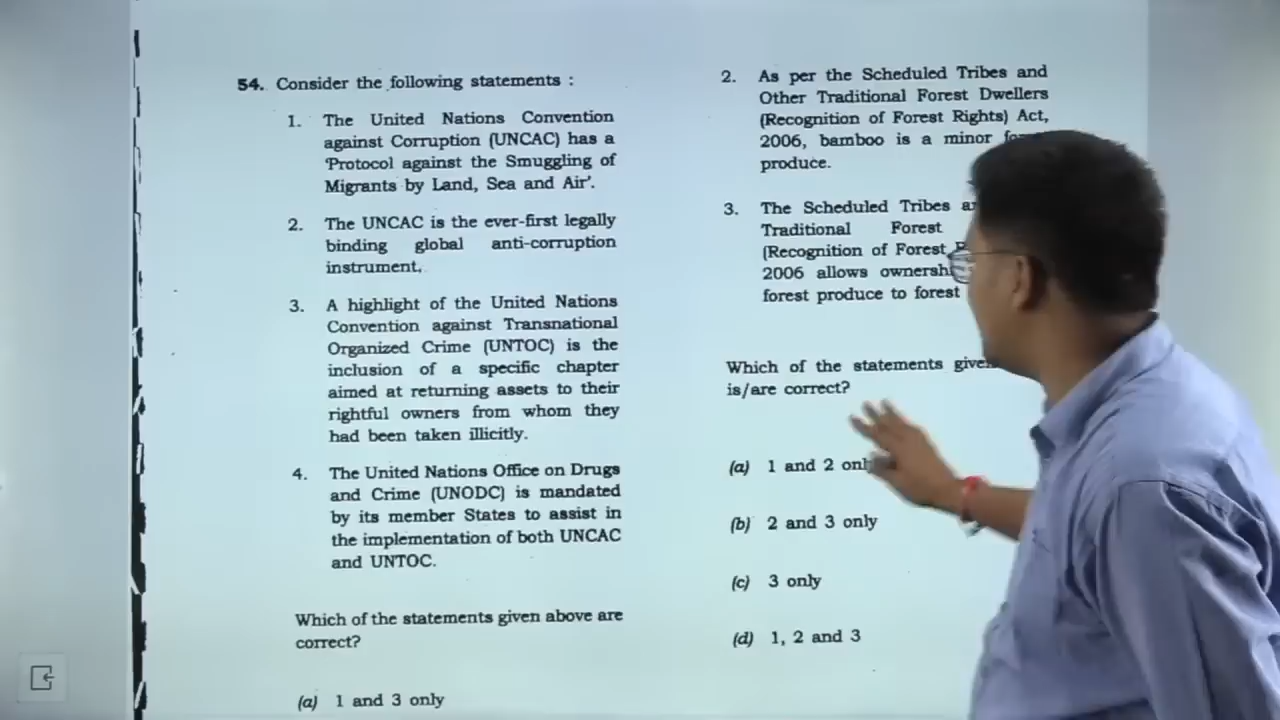 54. Consider the following statements :
1. The United Nations Convention
against Corruption (UNCAC) has a
'Protocol against the Smuggling of
Migrants by Land, Sea and Air'.
2. The UNCAC is the ever-first legally
binding global anti-corruption
instrument.
3. A highlight of the United Nations
Convention against Transnational
Organized Crime (UNTOC) is the
inclusion of a specific chapter
aimed at returning assets to their
rightful owners from whom they
had been taken illicitly.
4. The United Nations Office on Drugs
and Crime (UNODC) is mandated
by its member States to assist in
the implementation of both UNCAC
and UNTOC.
Which of the statements given above are
correct?
(a) 1 and 3 only
2. As per the Scheduled Tribes and
Other Traditional Forest Dwellers
(Recognition of Forest Rights) Act,
2006, bamboo is a minor
produce.
3. The Scheduled Tribes
Traditional Forest
(Recognition of Forest
2006 allows
forest produce to forest
Which of the statements
is/are correct?
(a) 1 and 2
(b) 2 and 3 only
(c) 3 only
(d) 1, 2 and 3